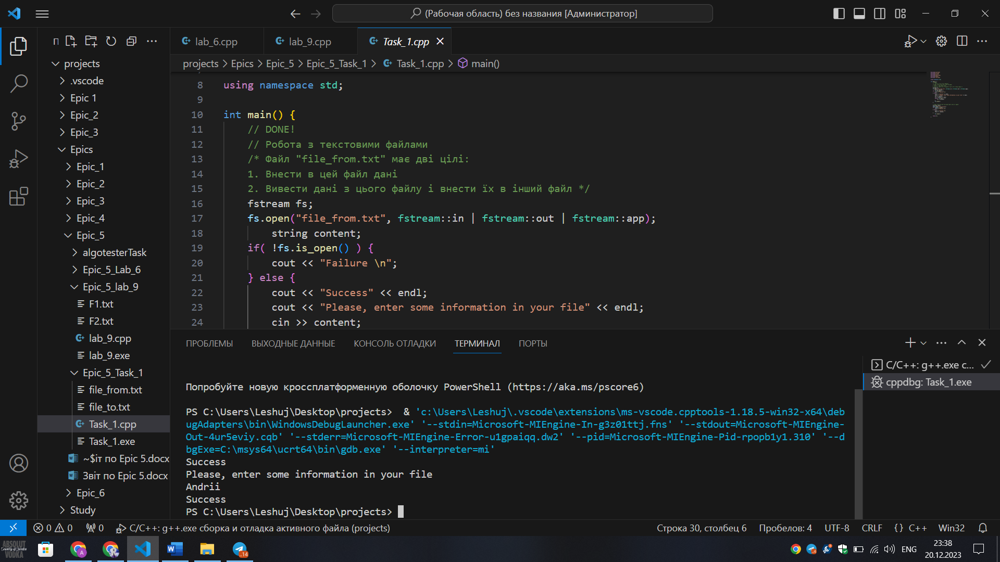 (Рабочая область) без названия [Администратор]
П
projects
.vscode
Epic 1
Epic_2
Epic_3
Epics
Epic_1
Epic_2
Epic_3
Epic_4
Epic_5
algotesterTask
Epic_5_Lab_6
Epic_5_lab_9
F1.txt
F2.txt
lab_9.cpp
lab_9.exe
Epic_5_Task_1
file_from.txt
file_to.txt
Task_1.cpp
Task_1.exe
~$іт по Epic 5.docx
Звіт по Epic 5.docx
Epic_6
Study
lab_6.cpp
lab_9.cpp
Task_1.cpp
projects > Epics > Epic_5 > Epic_5_Task_1 > Task_1.cpp > main()
8 using namespace std;
9
10 int main() {
11 // DONE!
12 // Робота з текстовими файлами
13 /* Файл "file_from.txt" має дві цілі:
14 1. Внести в цей файл дані
15 2. Вивести дані з цього файлу і внести їх в інший файл */
16 fstream fs;
17 fs.open("file_from.txt", fstream::in | fstream::out | fstream::app);
18 string content;
19 if( !fs.is_open() ) {
20 cout << "Failure \n";
21 } else {
22 cout << "Success" << endl;
23 cout << "Please, enter some information in your file" << endl;
24 cin >> content;
ПРОБЛЕМЫ ВЫХОДНЫЕ ДАННЫЕ КОНСОЛЬ ОТЛАДКИ ТЕРМИНАЛ ПОРТЫ
Попробуйте новую кроссплатформенную оболочку PowerShell (https://aka.ms/pscore6)
PS C:\Users\Leshuj\Desktop\projects>  & 'c:\Users\Leshuj\.vscode\extensions\ms-vscode.cpptools-1.18.5-win32-x64\deb
ugAdapters\bin\WindowsDebugLauncher.exe' '--stdin=Microsoft-MIEngine-In-g3z01ttj.fns' '--stdout=Microsoft-MIEngine-
Out-4ur5eviy.cqb' '--stderr=Microsoft-MIEngine-Error-u1gpaiqq.dw2' '--pid=Microsoft-MIEngine-Pid-rpopb1y1.310' '--d
bgExe=C:\msys64\ucrt64\bin\gdb.exe' '--interpreter=mi'
Success
Please, enter some information in your file
Andrii
Success
PS C:\Users\Leshuj\Desktop\projects>
C/C++: g++.exe c...
cppdbg: Task_1.exe
0 0 0 C/C++: g++.exe сборка и отладка активного файла (projects)
Строка 30, столбец 6 Пробелов: 4 UTF-8 CRLF {} C++ Win32
ABSOLUT
Country of Sweden
VODKA
..14
4
ENG
23:38
20.12.2023